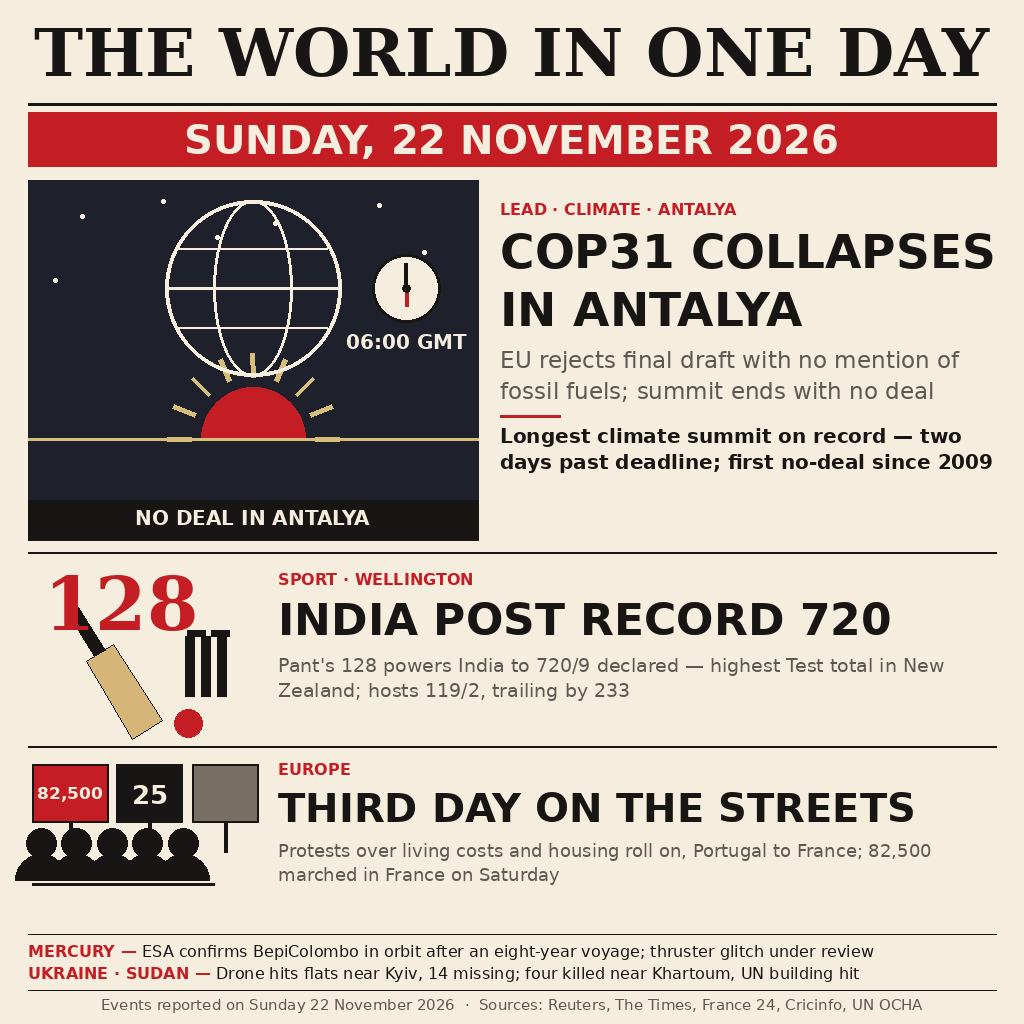 THE WORLD IN ONE DAY
SUNDAY, 22 NOVEMBER 2026
06:00 GMT
NO DEAL IN ANTALYA
LEAD · CLIMATE · ANTALYA
COP31 COLLAPSES
IN ANTALYA
EU rejects final draft with no mention of
fossil fuels; summit ends with no deal
Longest climate summit on record — two
days past deadline; first no-deal since 2009
128
SPORT · WELLINGTON
INDIA POST RECORD 720
Pant's 128 powers India to 720/9 declared — highest Test total in New
Zealand; hosts 119/2, trailing by 233
82,500
25
EUROPE
THIRD DAY ON THE STREETS
Protests over living costs and housing roll on, Portugal to France; 82,500
marched in France on Saturday
MERCURY — ESA confirms BepiColombo in orbit after an eight-year voyage; thruster glitch under review
UKRAINE · SUDAN — Drone hits flats near Kyiv, 14 missing; four killed near Khartoum, UN building hit
Events reported on Sunday 22 November 2026 · Sources: Reuters, The Times, France 24, Cricinfo, UN OCHA